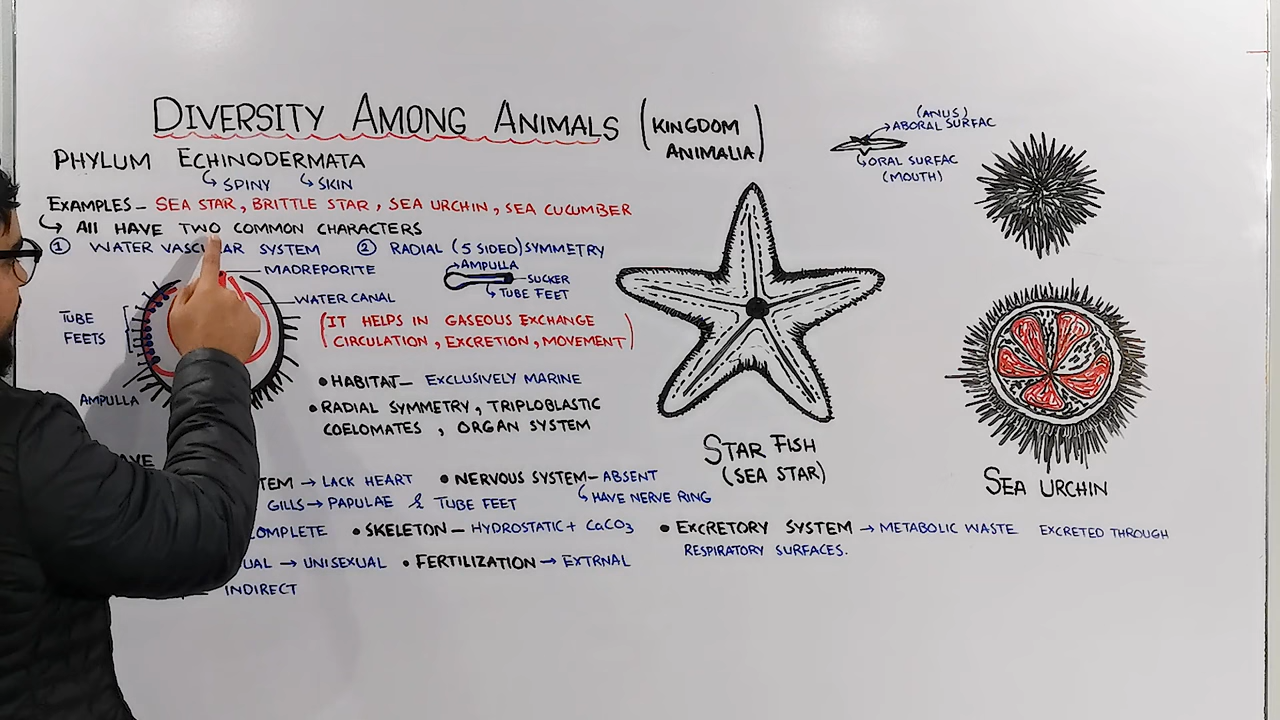 DIVERSITY AMONG ANIMALS (KINGDOM ANIMALIA)
PHYLUM ECHINODERMATA
↳ SPINY ↳ SKIN
EXAMPLES – SEA STAR, BRITTLE STAR, SEA URCHIN, SEA CUCUMBER
↳ All HAVE TWO COMMON CHARACTERS
① WATER VASCULAR SYSTEM ② RADIAL (5 SIDED) SYMMETRY
MADREPORITE
WATER CANAL
TUBE FEETS
AMPULLA
AMPULLA
SUCKER
TUBE FEET
(IT HELPS IN GASEOUS EXCHANGE
CIRCULATION, EXCRETION, MOVEMENT)
• HABITAT – EXCLUSIVELY MARINE
• RADIAL SYMMETRY, TRIPLOBLASTIC
COELOMATES, ORGAN SYSTEM
TEM → LACK HEART • NERVOUS SYSTEM – ABSENT
↳ HAVE NERVE RING
GILLS → PAPULAE & TUBE FEET
COMPLETE • SKELETON – HYDROSTATIC + CaCO3 • EXCRETORY SYSTEM → METABOLIC WASTE EXCRETED THROUGH
RESPIRATORY SURFACES.
UAL → UNISEXUAL • FERTILIZATION → EXTRNAL
INDIRECT
STAR FISH
(SEA STAR)
(ANUS)
ABORAL SURFAC
ORAL SURFAC
(MOUTH)
SEA URCHIN